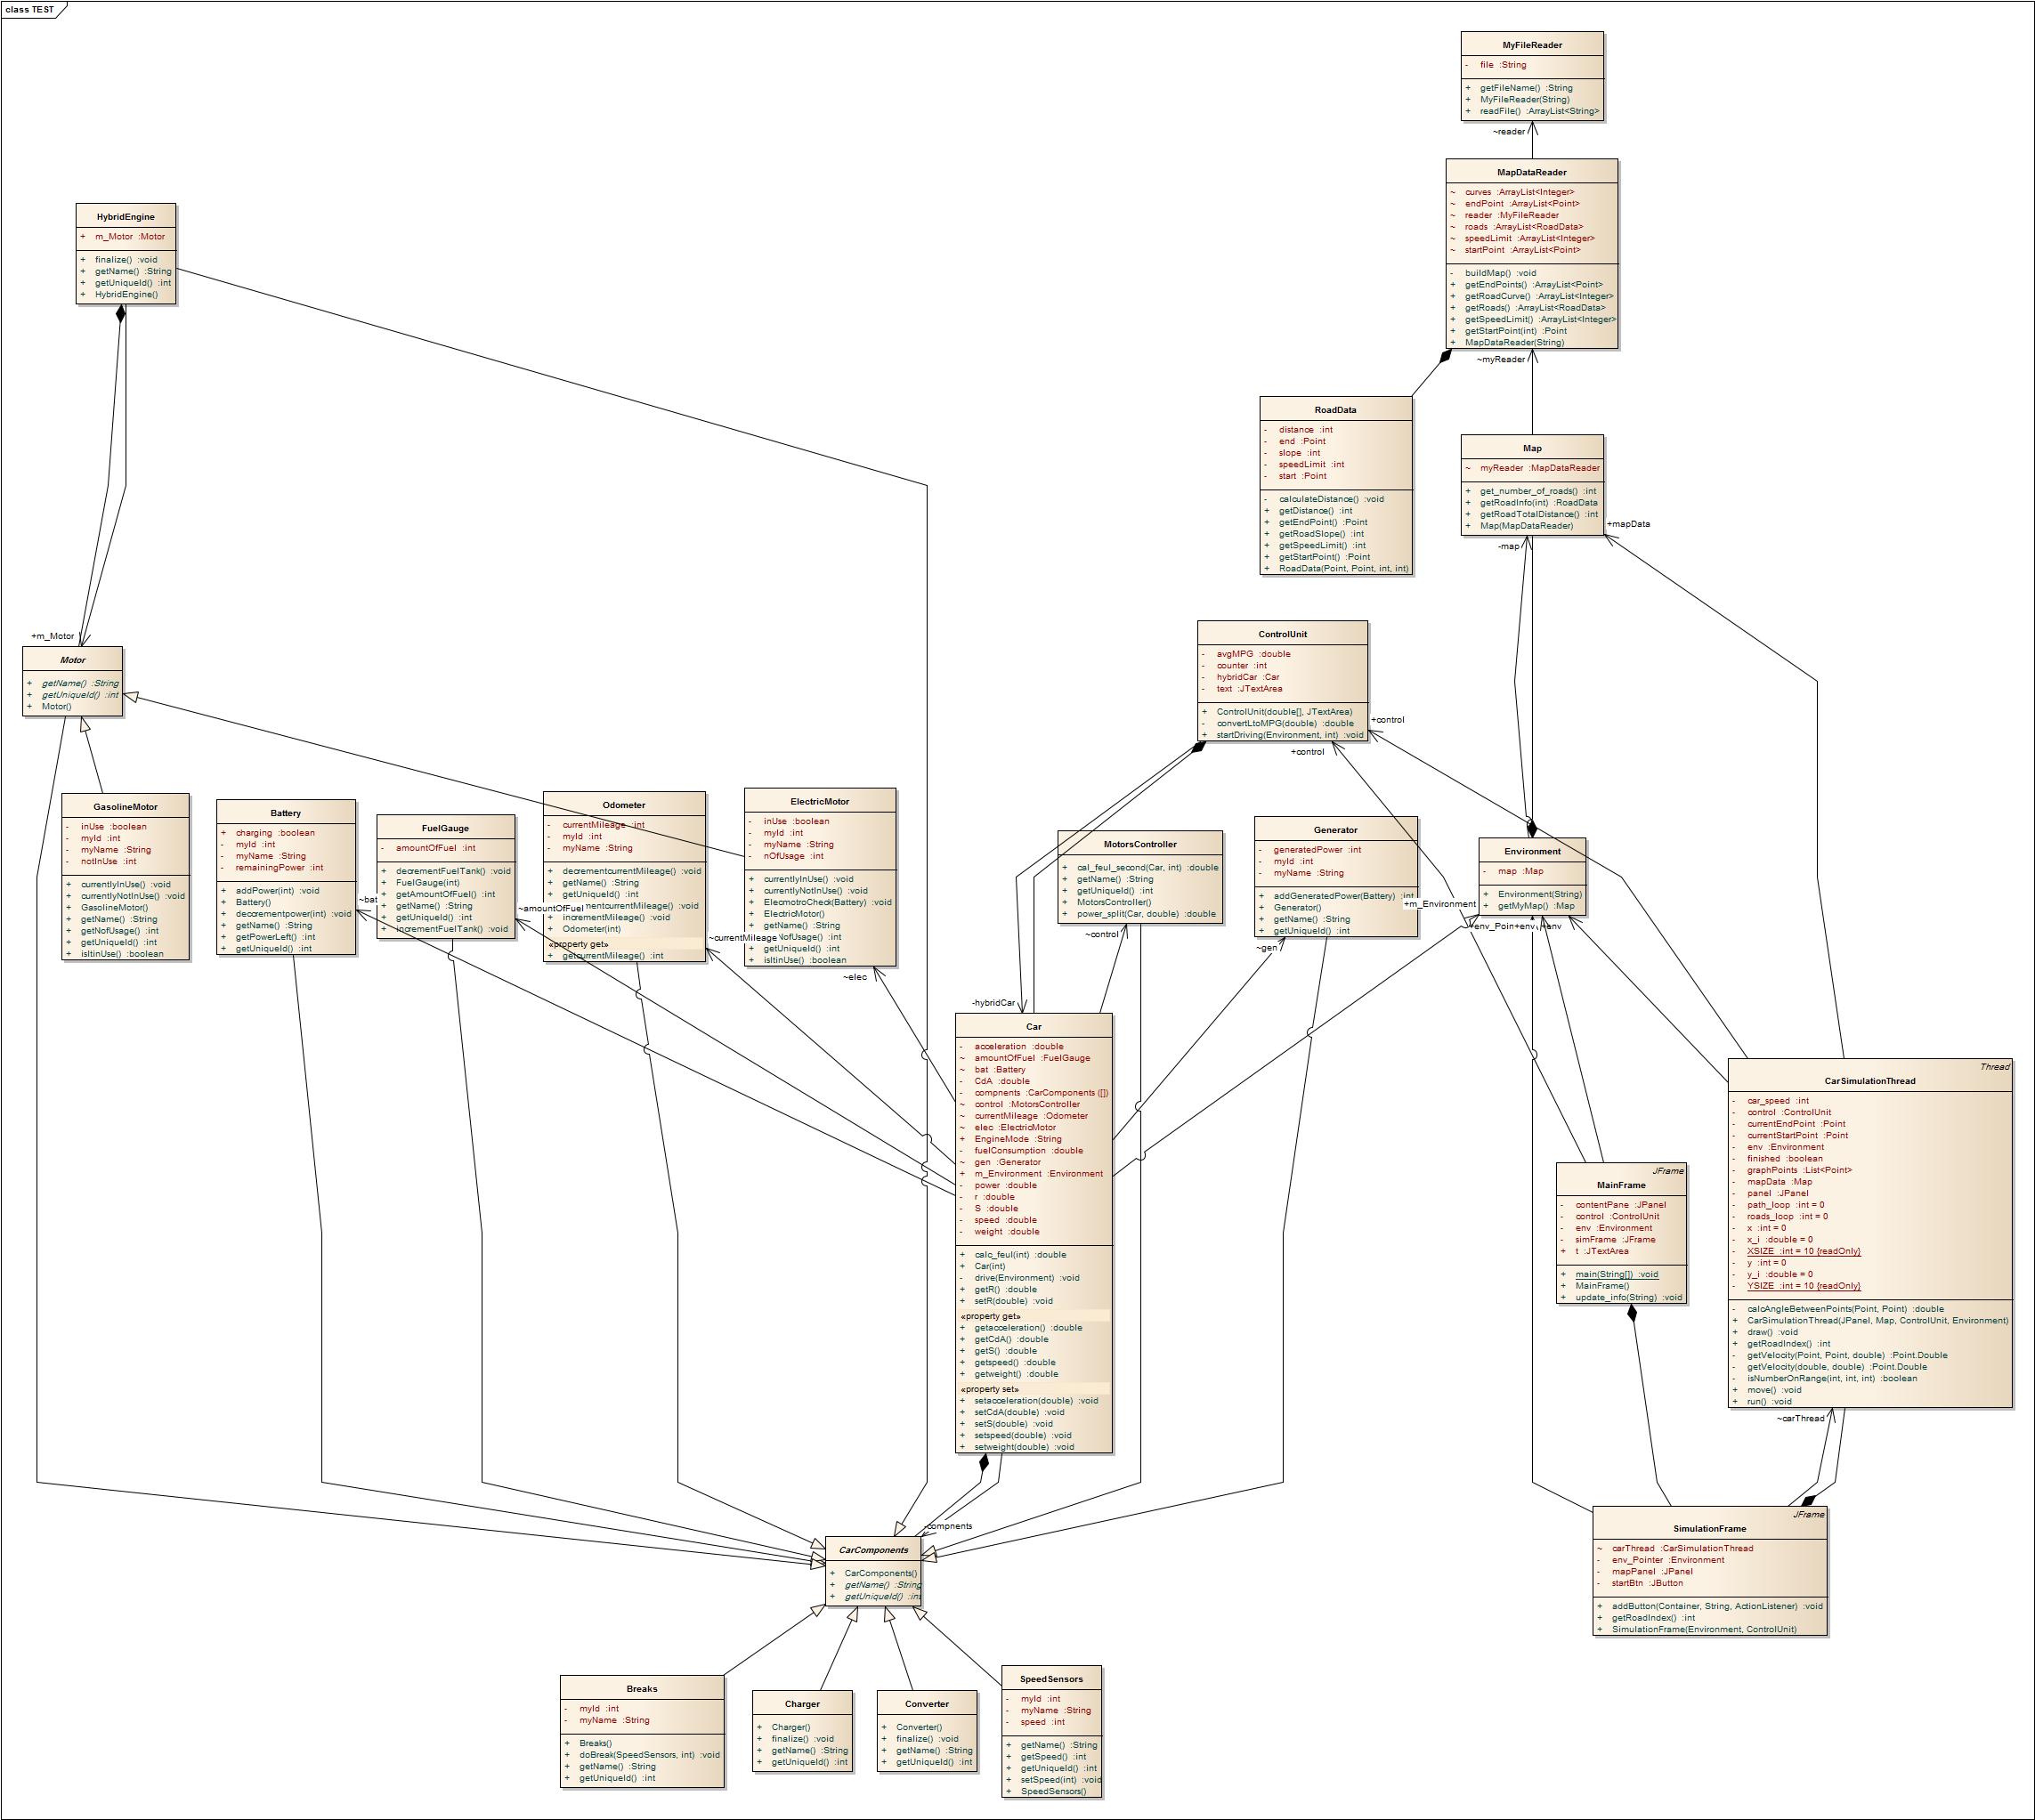 class TEST
MyFileReader
- file :String
+ getFileName() :String
+ MyFileReader(String)
+ readFile() :ArrayList<String>
~reader
MapDataReader
~ curves :ArrayList<Integer>
~ endPoint :ArrayList<Point>
~ reader :MyFileReader
~ roads :ArrayList<RoadData>
~ speedLimit :ArrayList<Integer>
~ startPoint :ArrayList<Point>
- buildMap() :void
+ getEndPoints() :ArrayList<Point>
+ getRoadCurve() :ArrayList<Integer>
+ getRoads() :ArrayList<RoadData>
+ getSpeedLimit() :ArrayList<Integer>
+ getStartPoint(int) :Point
+ MapDataReader(String)
~myReader
HybridEngine
+ m_Motor :Motor
+ finalize() :void
+ getName() :String
+ getUniqueId() :int
+ HybridEngine()
RoadData
- distance :int
- end :Point
- slope :int
- speedLimit :int
- start :Point
- calculateDistance() :void
+ getDistance() :int
+ getEndPoint() :Point
+ getRoadSlope() :int
+ getSpeedLimit() :int
+ getStartPoint() :Point
+ RoadData(Point, Point, int, int)
Map
~ myReader :MapDataReader
+ get_number_of_roads() :int
+ getRoadInfo(int) :RoadData
+ getRoadTotalDistance() :int
+ Map(MapDataReader)
+mapData
-map
+m_Motor
Motor
+ getName() :String
+ getUniqueId() :int
+ Motor()
ControlUnit
- avgMPG :double
- counter :int
- hybridCar :Car
- text :JTextArea
+ ControlUnit(double[], JTextArea)
- convertLtoMPG(double) :double
+ startDriving(Environment, int) :void
+control
+control
GasolineMotor
- inUse :boolean
- myId :int
- myName :String
- notInUse :int
+ currentlyInUse() :void
+ currentlyNotInUse() :void
+ GasolineMotor()
+ getName() :String
+ getNofUsage() :int
+ getUniqueId() :int
+ isItinUse() :boolean
Battery
+ charging :boolean
- myId :int
- myName :String
- remainingPower :int
+ addPower(int) :void
+ Battery()
+ decrementpower(int) :void
+ getName() :String
+ getPowerLeft() :int
+ getUniqueId() :int
~bat
FuelGauge
- amountOfFuel :int
+ decrementFuelTank() :void
+ FuelGauge(int)
+ getAmountOfFuel() :int
+ getName() :String
+ getUniqueId() :int
+ incrementFuelTank() :void
~amountOfFuel
Odometer
- currentMileage :int
- myId :int
- myName :String
+ decrementcurrentMileage() :void
+ getName() :String
+ getUniqueId() :int
incrementcurrentMileage() :void
+ incrementMileage() :void
+ Odometer(int)
«property get»
+ getcurrentMileage() :int
~currentMileage
ElectricMotor
- inUse :boolean
- myId :int
- myName :String
- nOfUsage :int
+ currentlyInUse() :void
+ currentlyNotInUse() :void
+ ElecmotroCheck(Battery) :void
+ ElectricMotor()
+ getName() :String
NofUsage() :int
+ getUniqueId() :int
+ isItinUse() :boolean
~elec
MotorsController
+ cal_feul_second(Car, int) :double
+ getName() :String
+ getUniqueId() :int
+ MotorsController()
+ power_split(Car, double) :double
~control
Generator
- generatedPower :int
- myId :int
- myName :String
+ addGeneratedPower(Battery) :int
+ Generator()
+ getName() :String
+ getUniqueId() :int
~gen
Environment
- map :Map
+ Environment(String)
+ getMyMap() :Map
+m_Environment
+env_Poin+env +env
-hybridCar
Car
- acceleration :double
~ amountOfFuel :FuelGauge
~ bat :Battery
- CdA :double
- compnents :CarComponents ([])
~ control :MotorsController
~ currentMileage :Odometer
~ elec :ElectricMotor
+ EngineMode :String
- fuelConsumption :double
~ gen :Generator
+ m_Environment :Environment
- power :double
- r :double
- S :double
- speed :double
- weight :double
+ calc_feul(int) :double
+ Car(int)
- drive(Environment) :void
+ getR() :double
+ setR(double) :void
«property get»
+ getacceleration() :double
+ getCdA() :double
+ getS() :double
+ getspeed() :double
+ getweight() :double
«property set»
+ setacceleration(double) :void
+ setCdA(double) :void
+ setS(double) :void
+ setspeed(double) :void
+ setweight(double) :void
Thread
CarSimulationThread
- car_speed :int
- control :ControlUnit
- currentEndPoint :Point
- currentStartPoint :Point
- env :Environment
- finished :boolean
- graphPoints :List<Point>
- mapData :Map
- panel :JPanel
- path_loop :int = 0
- roads_loop :int = 0
- x :int = 0
- x_i :double = 0
- XSIZE :int = 10 {readOnly}
- y :int = 0
- y_i :double = 0
- YSIZE :int = 10 {readOnly}
- calcAngleBetweenPoints(Point, Point) :double
+ CarSimulationThread(JPanel, Map, ControlUnit, Environment)
+ draw() :void
+ getRoadIndex() :int
- getVelocity(Point, Point, double) :Point.Double
- getVelocity(double, double) :Point.Double
- isNumberOnRange(int, int, int) :boolean
+ move() :void
+ run() :void
~carThread
JFrame
MainFrame
- contentPane :JPanel
- control :ControlUnit
- env :Environment
- simFrame :JFrame
+ t :JTextArea
+ main(String[]) :void
+ MainFrame()
+ update_info(String) :void
JFrame
SimulationFrame
~ carThread :CarSimulationThread
- env_Pointer :Environment
- mapPanel :JPanel
- startBtn :JButton
+ addButton(Container, String, ActionListener) :void
+ getRoadIndex() :int
+ SimulationFrame(Environment, ControlUnit)
-compnents
CarComponents
+ CarComponents()
+ getName() :String
+ getUniqueId() :int
Breaks
- myId :int
- myName :String
+ Breaks()
+ doBreak(SpeedSensors, int) :void
+ getName() :String
+ getUniqueId() :int
Charger
+ Charger()
+ finalize() :void
+ getName() :String
+ getUniqueId() :int
Converter
+ Converter()
+ finalize() :void
+ getName() :String
+ getUniqueId() :int
SpeedSensors
- myId :int
- myName :String
- speed :int
+ getName() :String
+ getSpeed() :int
+ getUniqueId() :int
+ setSpeed(int) :void
+ SpeedSensors()